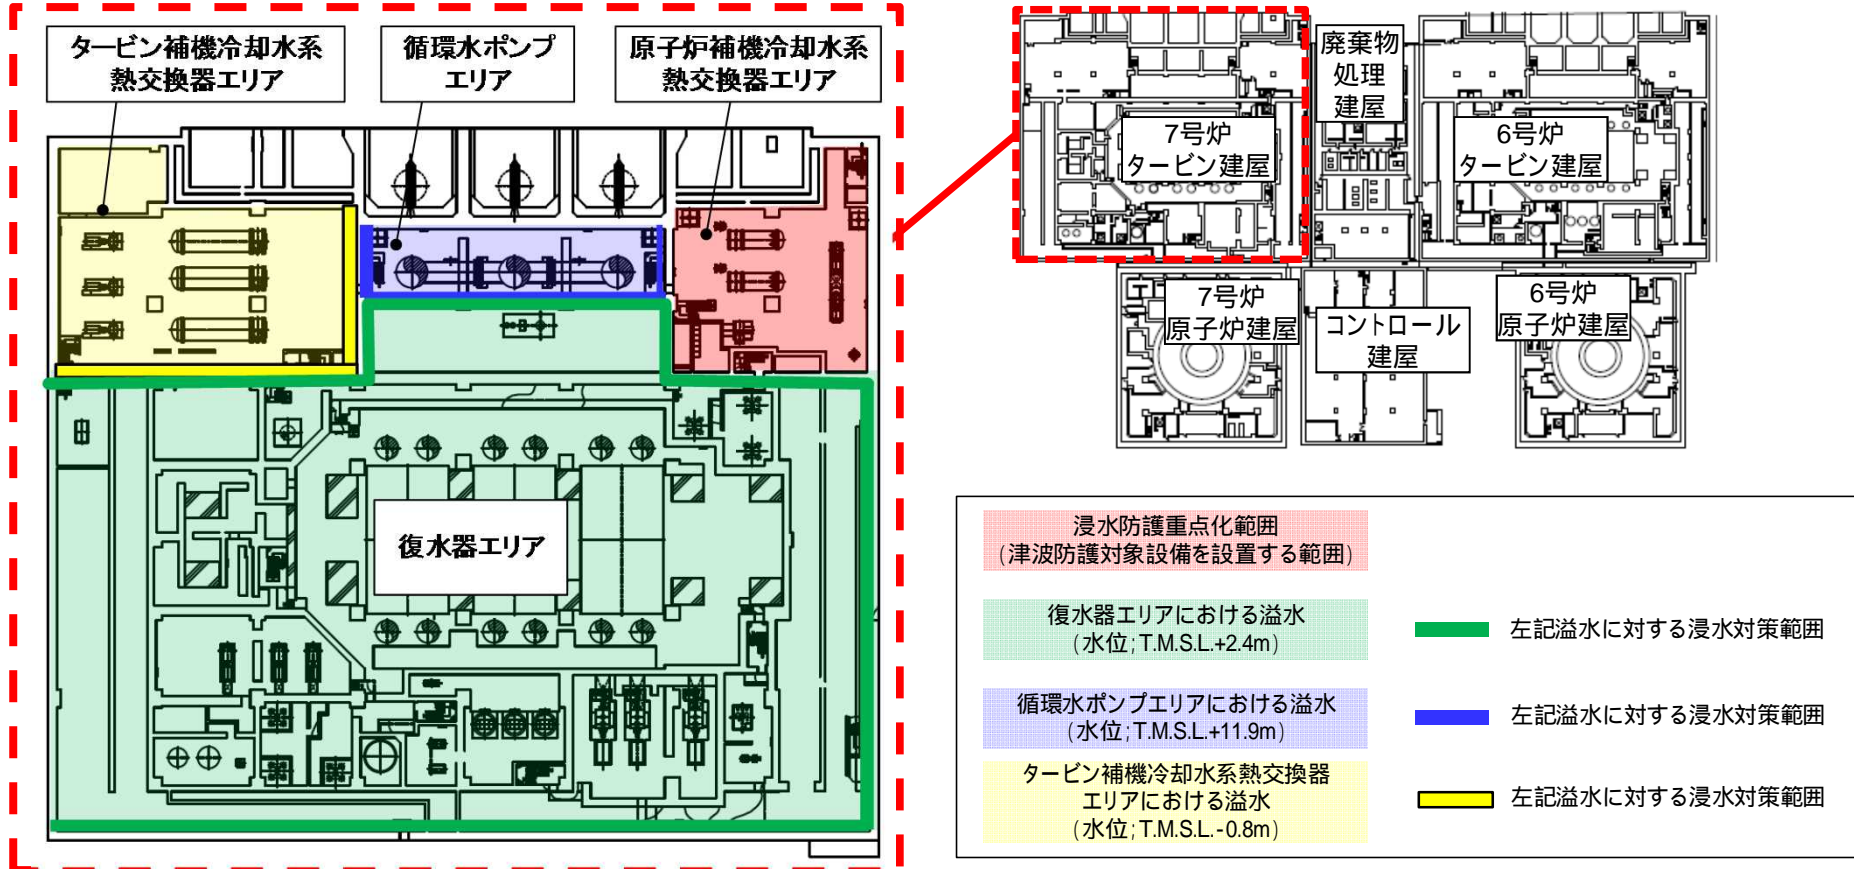 タービン補機冷却水系
熱交換器エリア
循環水ポンプ
エリア
原子炉補機冷却水系
熱交換器エリア
復水器エリア
廃棄物
処理
建屋
7号炉
タービン建屋
6号炉
タービン建屋
7号炉
原子炉建屋
コントロール
建屋
6号炉
原子炉建屋
浸水防護重点化範囲
(津波防護対象設備を設置する範囲)
復水器エリアにおける溢水
(水位;T.M.S.L.+2.4m)
左記溢水に対する浸水対策範囲
循環水ポンプエリアにおける溢水
(水位;T.M.S.L.+11.9m)
左記溢水に対する浸水対策範囲
タービン補機冷却水系熱交換器
エリアにおける溢水
(水位;T.M.S.L.-0.8m)
左記溢水に対する浸水対策範囲